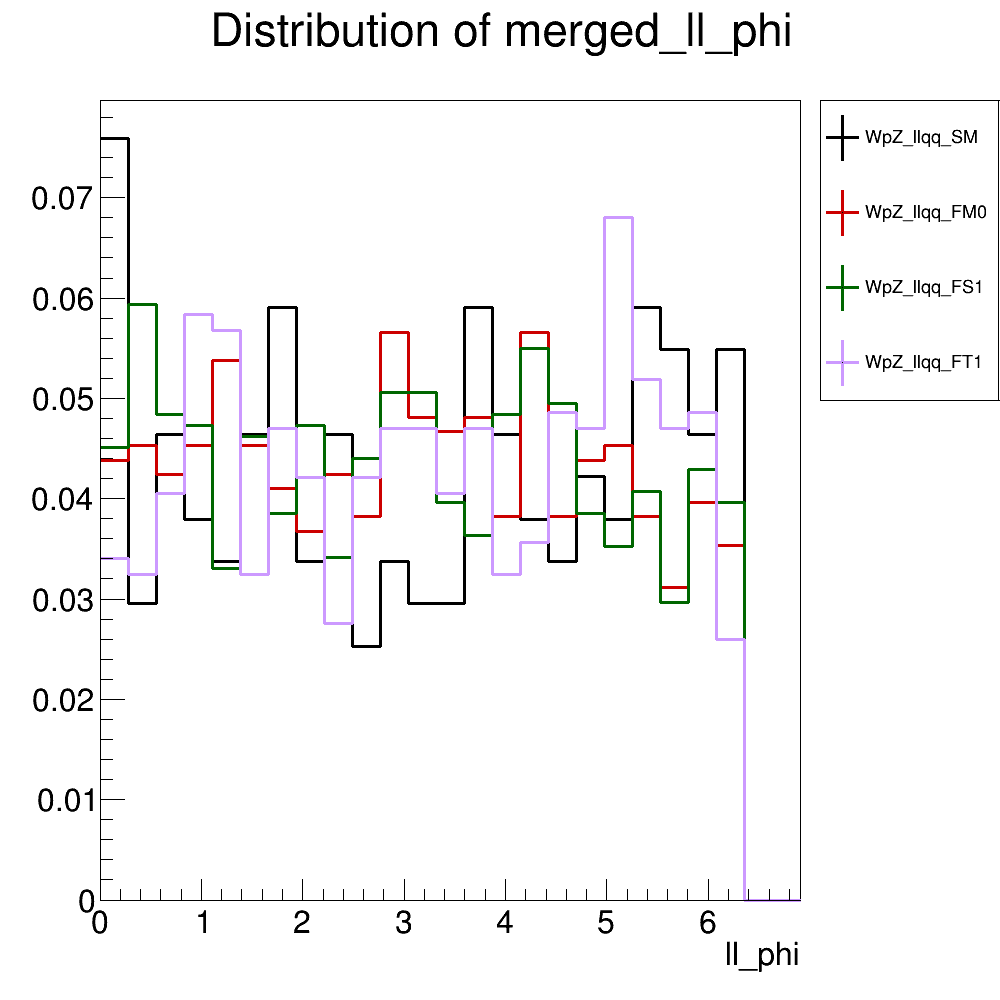 Distribution of merged_ll_phi
WpZ_llqq_SM
WpZ_llqq_FM0
WpZ_llqq_FS1
WpZ_llqq_FT1
0.07
0.06
0.05
0.04
0.03
0.02
0.01
0
0 1 2 3 4 5 6
ll_phi